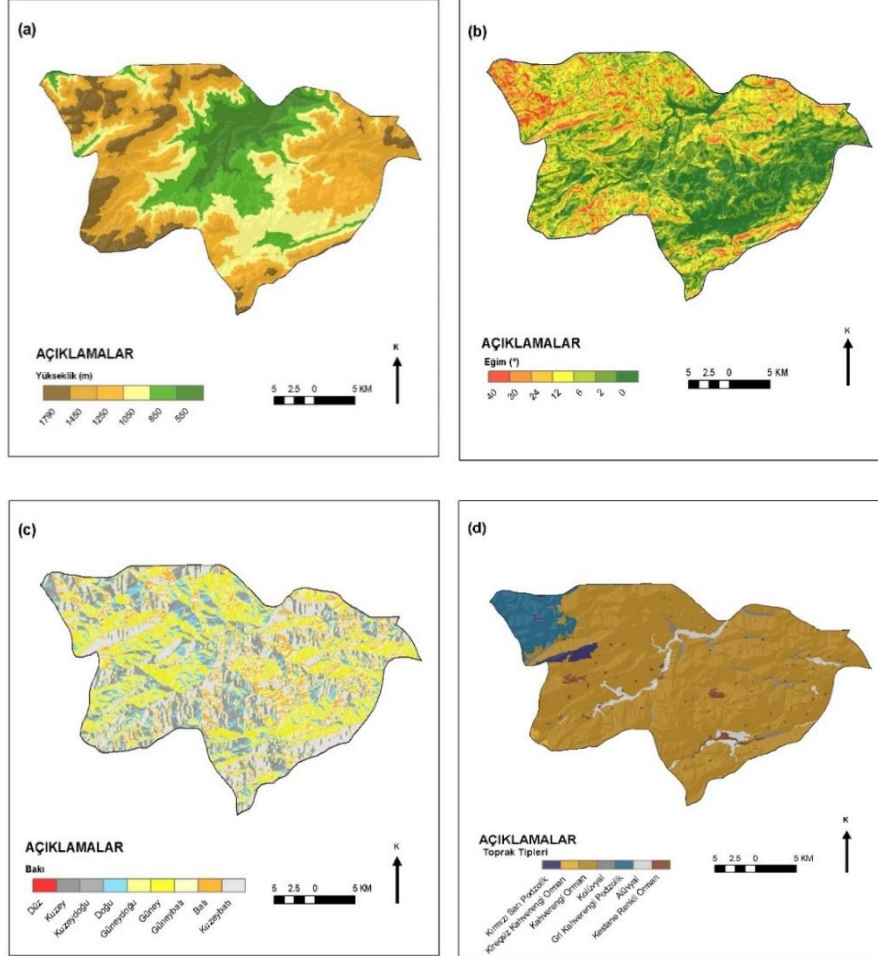 (a)
AÇIKLAMALAR
Yükseklik (m)
1790 1450 1250 1050 850 550
K
5 2.5 0 5 KM
(b)
AÇIKLAMALAR
Eğim (°)
40 30 24 12 6 2 0
K
5 2.5 0 5 KM
(c)
AÇIKLAMALAR
Bakı
Düz Kuzey Kuzeydoğu Doğu Güneydoğu Güney Güneybatı Batı Kuzeybatı
K
5 2.5 0 5 KM
(d)
AÇIKLAMALAR
Toprak Tipleri
Kırmızı Sarı Podzolik Kireçsiz Kahverengi Orman Kahverengi Orman Kolüvyal Gri Kahverengi Podzolik Alüvyal Kestane Renkli Orman
K
5 2.5 0 5 KM